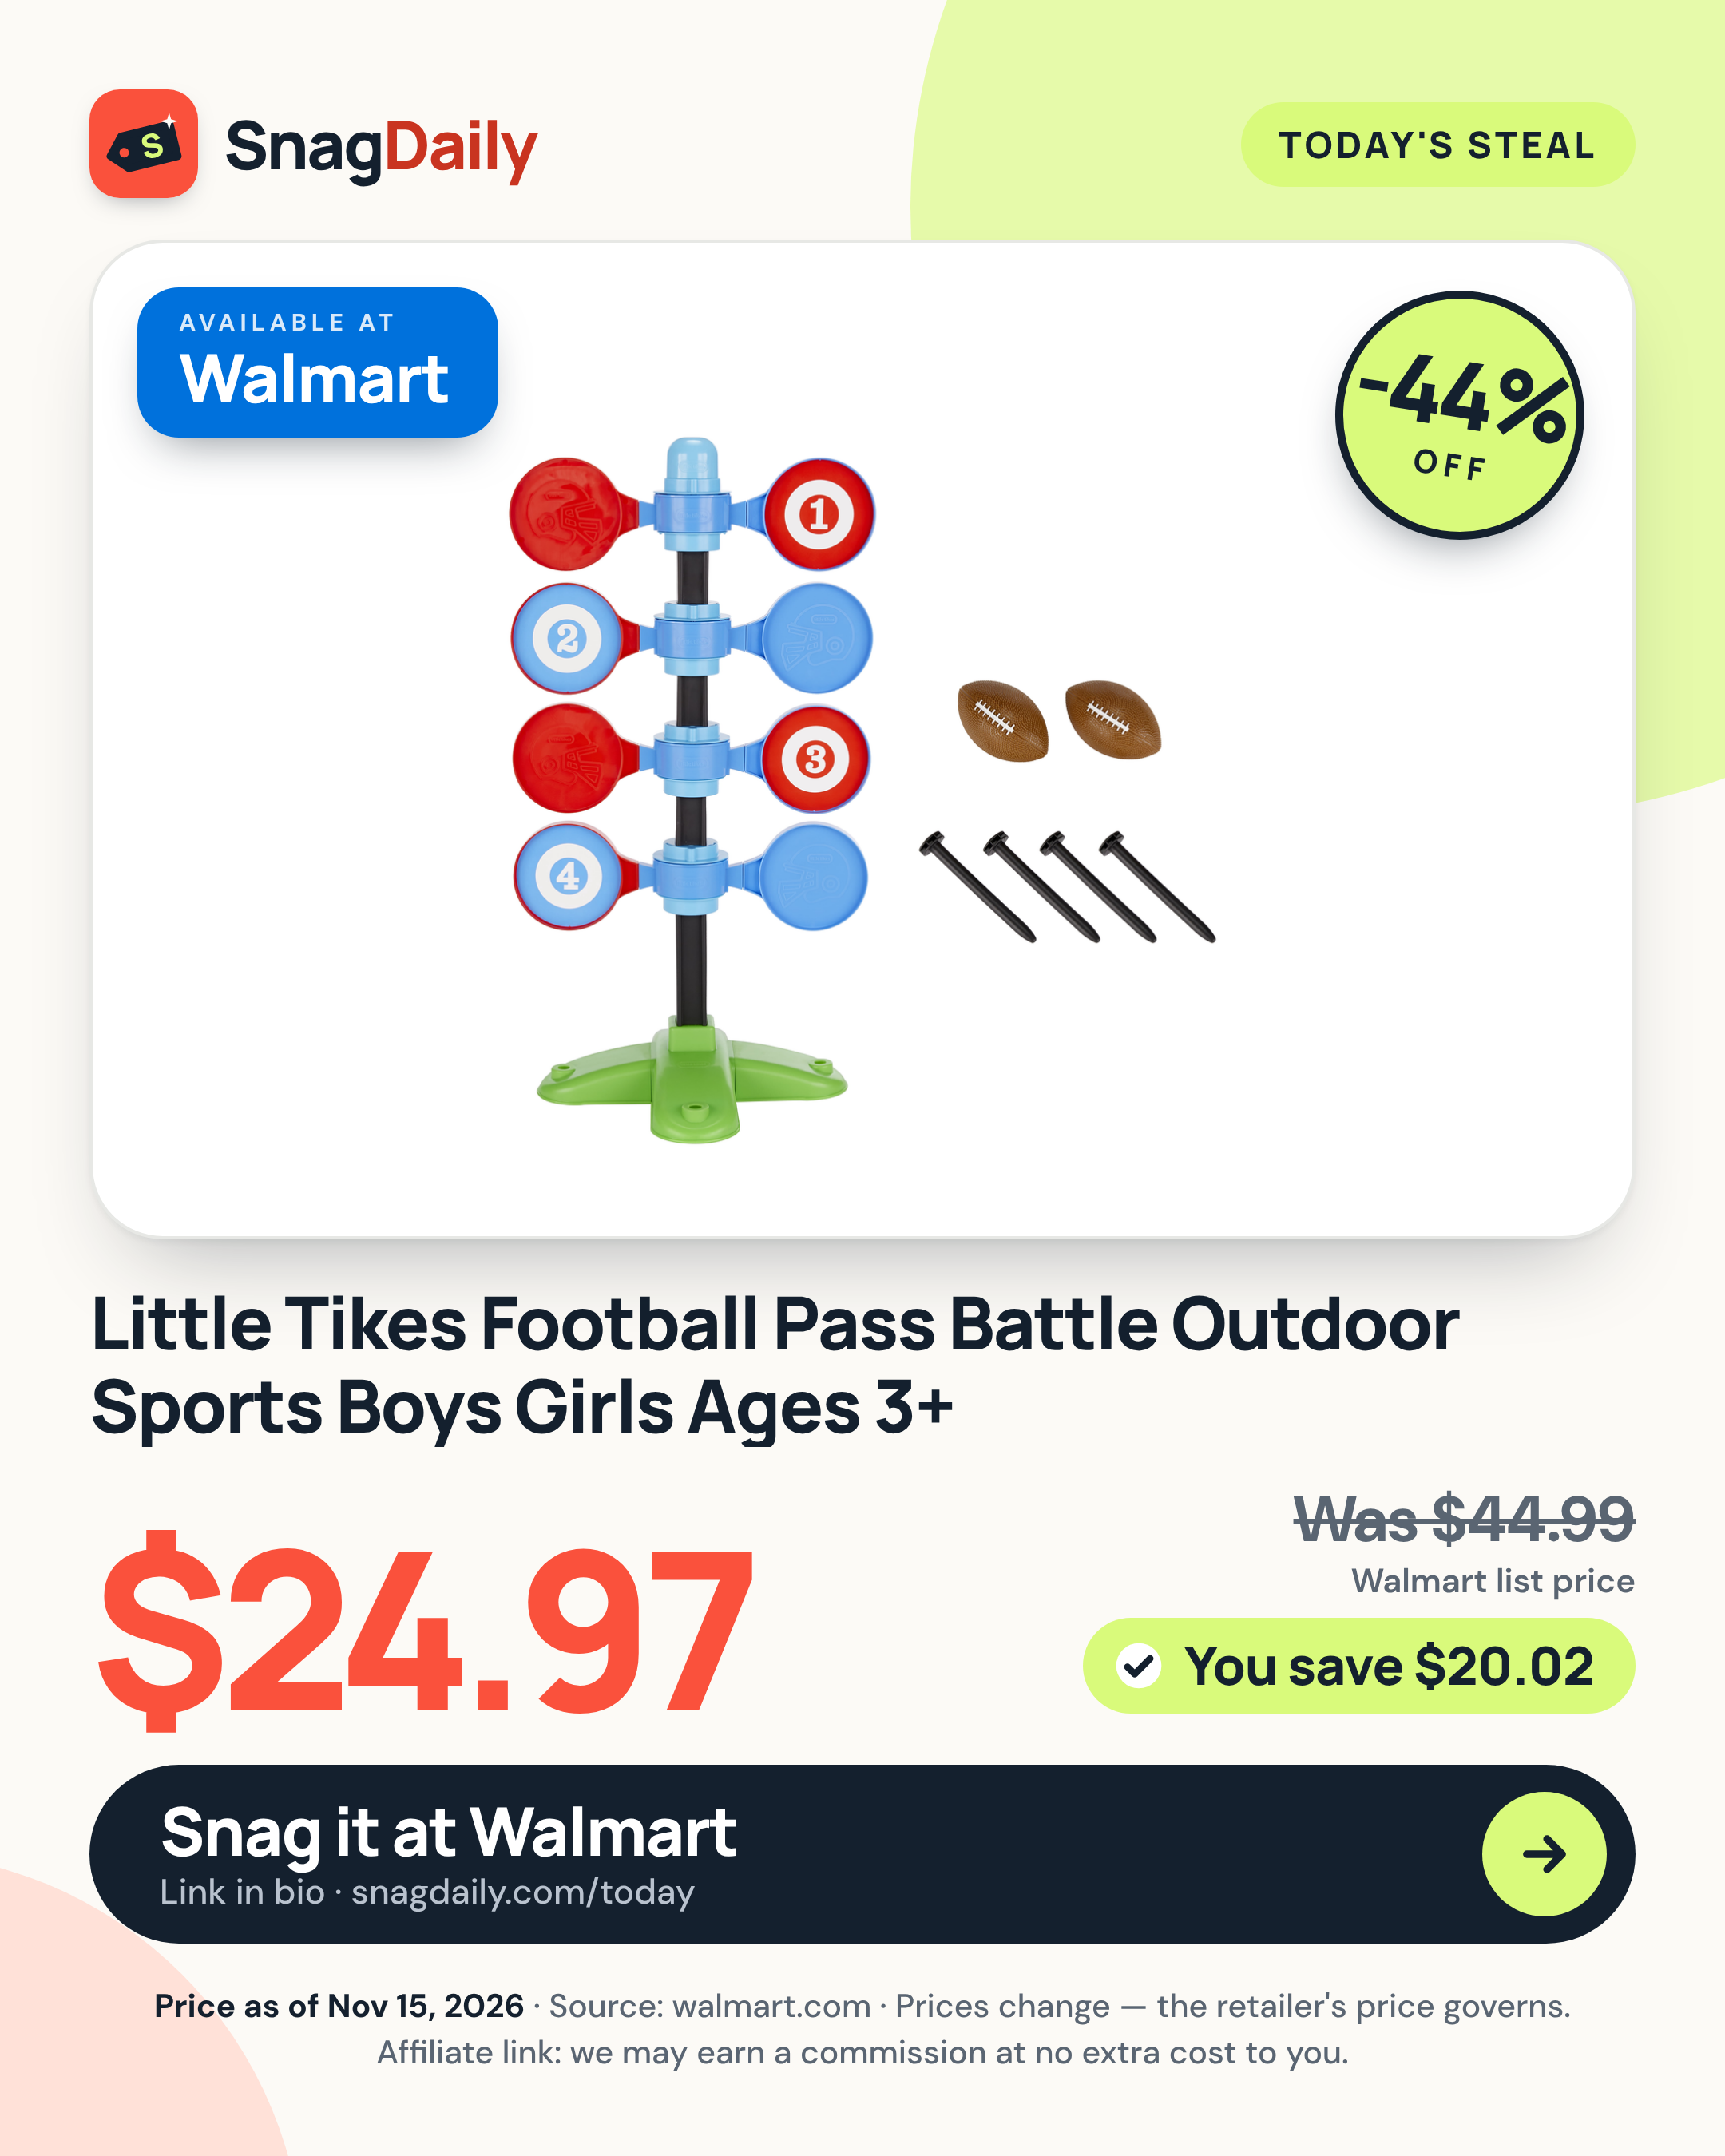 S
SnagDaily
TODAY'S STEAL
AVAILABLE AT
Walmart
-44%
OFF
1
2
3
4
Little Tikes Football Pass Battle Outdoor
Sports Boys Girls Ages 3+
$24.97
Was $44.99
Walmart list price
You save $20.02
Snag it at Walmart
Link in bio · snagdaily.com/today
Price as of Nov 15, 2026 · Source: walmart.com · Prices change — the retailer's price governs.
Affiliate link: we may earn a commission at no extra cost to you.